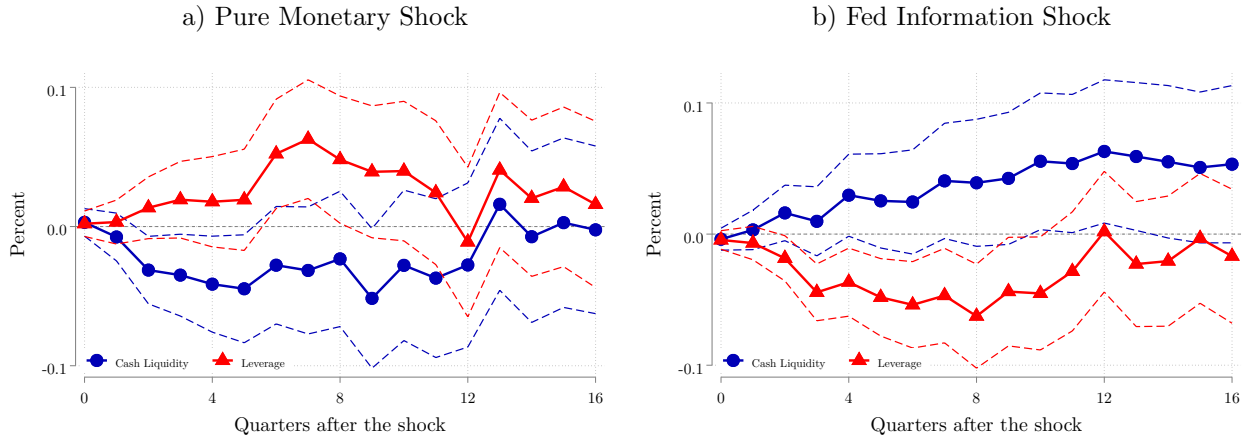 a) Pure Monetary Shock
Percent
0.1
0.0
-0.1
Cash Liquidity
Leverage
0 4 8 12 16
Quarters after the shock
b) Fed Information Shock
Percent
0.1
0.0
-0.1
Cash Liquidity
Leverage
0 4 8 12 16
Quarters after the shock